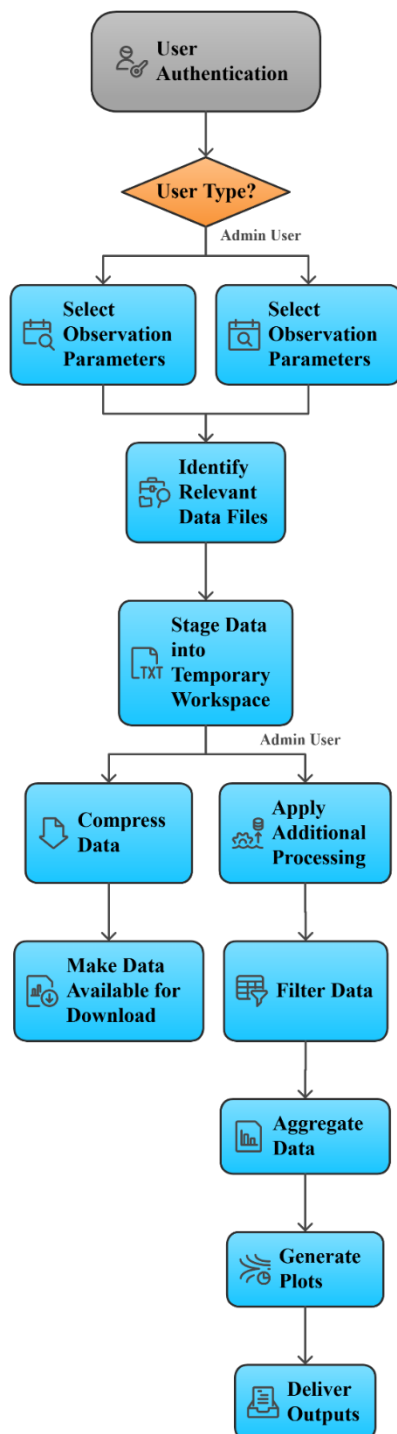 User
Authentication
User Type?
Admin User
Select
Observation
Parameters
Select
Observation
Parameters
Identify
Relevant
Data Files
Stage Data
into
Temporary
Workspace
TXT
Admin User
Compress
Data
Apply
Additional
Processing
Make Data
Available for
Download
Filter Data
Aggregate
Data
Generate
Plots
Deliver
Outputs